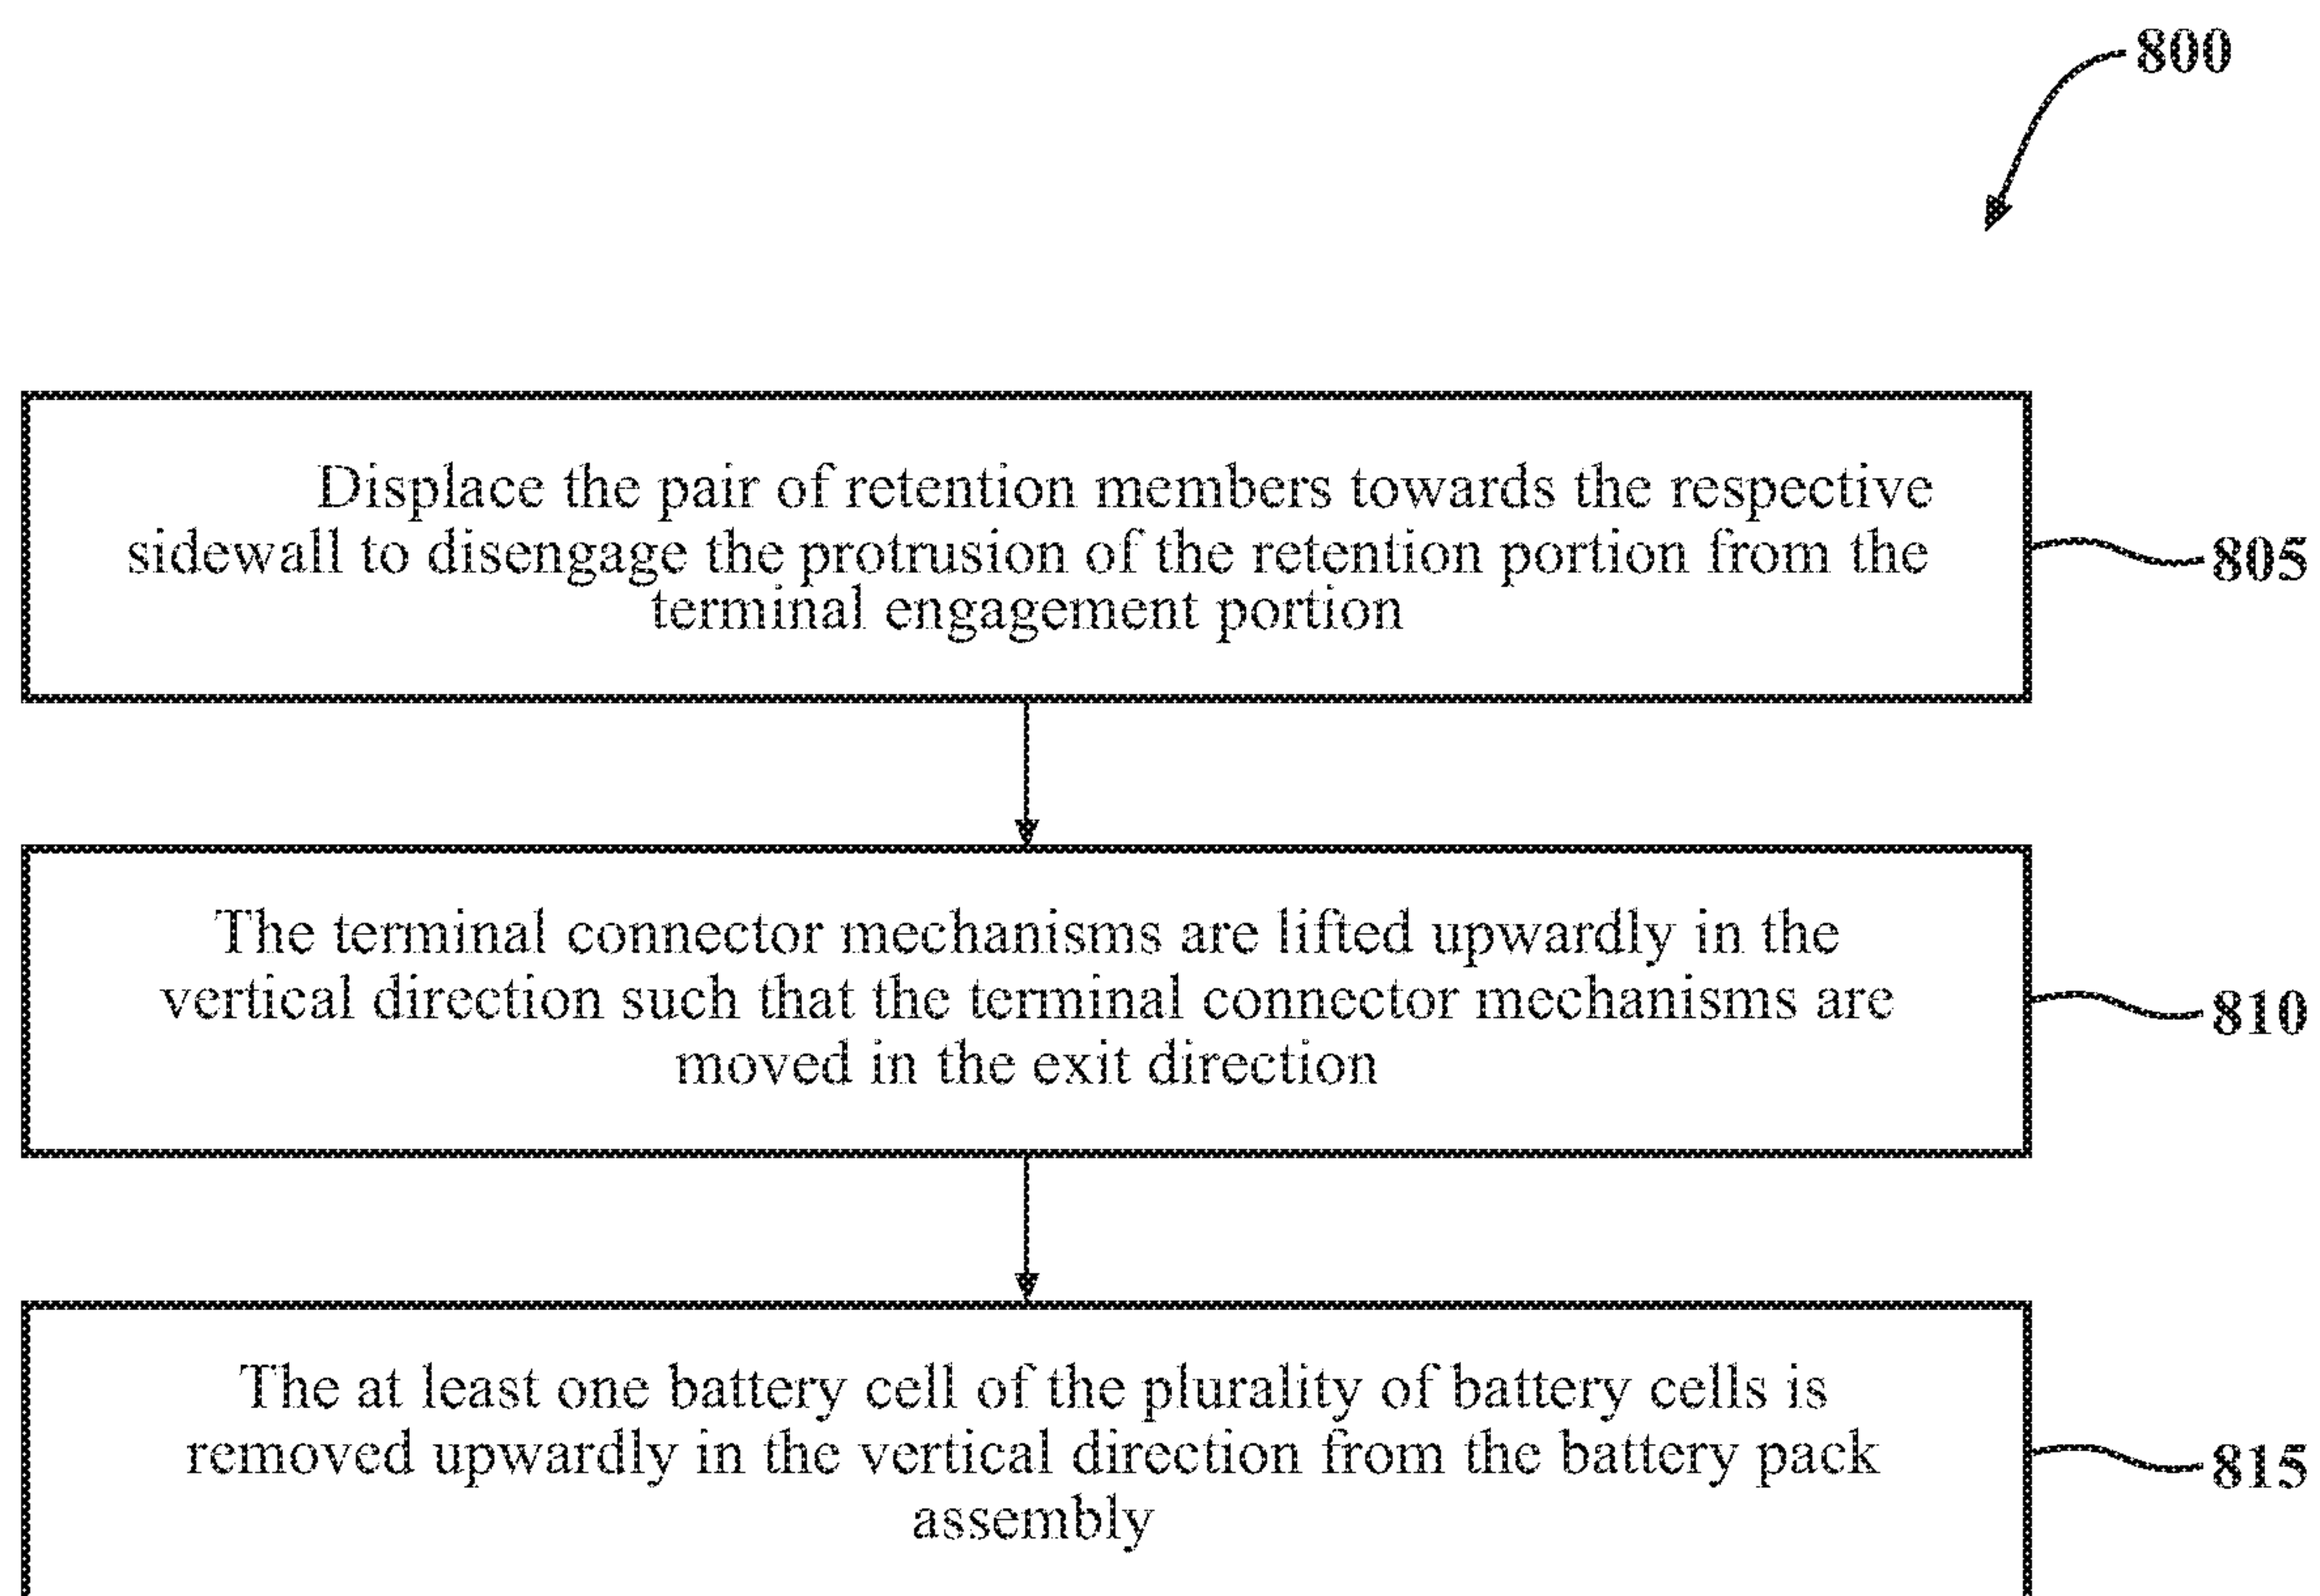 800
Displace the pair of retention members towards the respective
sidewall to disengage the protrusion of the retention portion from the
terminal engagement portion
805
The terminal connector mechanisms are lifted upwardly in the
vertical direction such that the terminal connector mechanisms are
moved in the exit direction
810
The at least one battery cell of the plurality of battery cells is
removed upwardly in the vertical direction from the battery pack
assembly
815